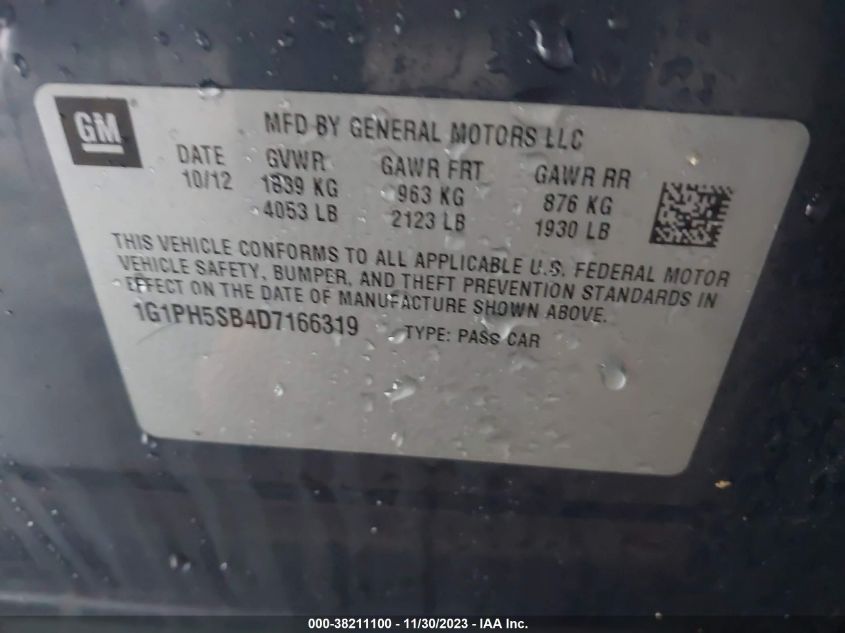 GM
MFD BY GENERAL MOTORS LLC
DATE GVWR GAWR FRT GAWR RR
10/12 1839 KG 963 KG 876 KG
4053 LB 2123 LB 1930 LB
THIS VEHICLE CONFORMS TO ALL APPLICABLE U.S. FEDERAL MOTOR
VEHICLE SAFETY, BUMPER, AND THEFT PREVENTION STANDARDS IN
EFFECT ON THE DATE OF MANUFACTURE SHOWN ABOVE.
1G1PH5SB4D7166319 TYPE: PASS CAR
000-38211100 - 11/30/2023 - IAA Inc.